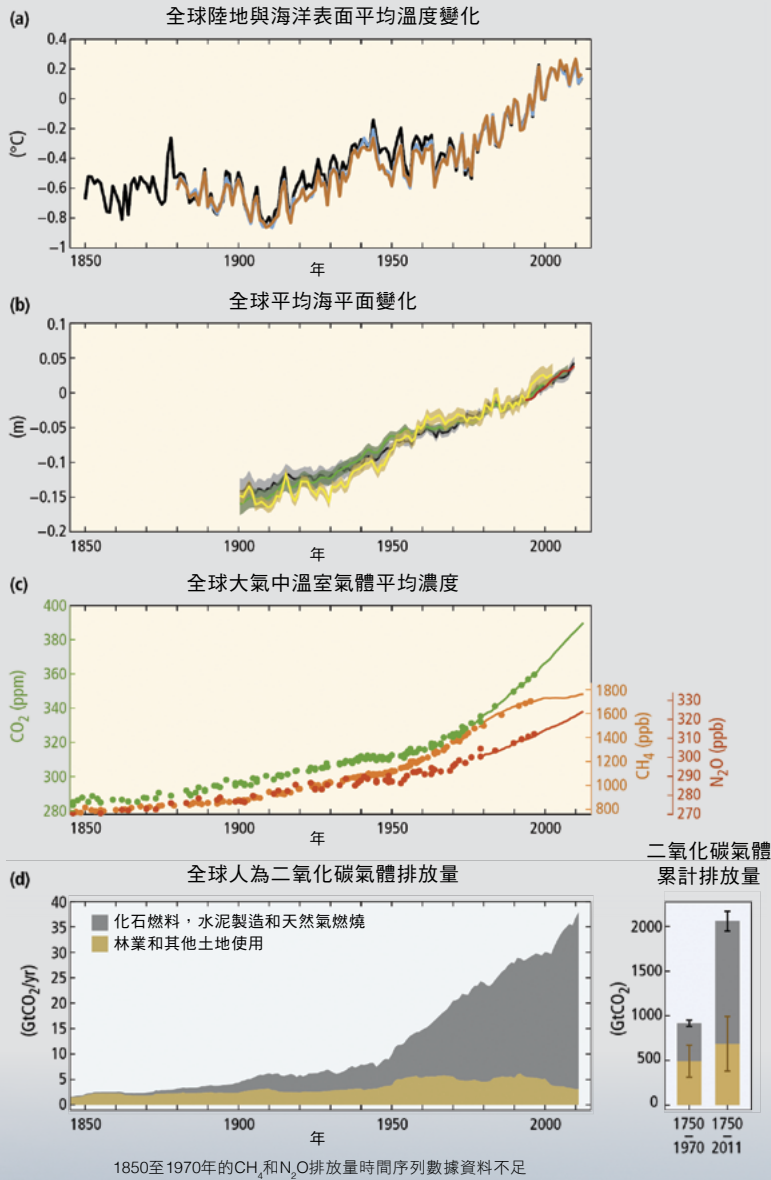 (a) 全球陸地與海洋表面平均溫度變化
(°C)
0.4
0.2
0
−0.2
−0.4
−0.6
−0.8
−1
1850 1900 1950 2000
年
(b) 全球平均海平面變化
(m)
0.1
0.05
0
−0.05
−0.1
−0.15
−0.2
1850 1900 1950 2000
年
(c) 全球大氣中溫室氣體平均濃度
CO₂ (ppm)
400
380
360
340
320
300
280
CH₄ (ppb)
1800
1600
1400
1200
1000
800
N₂O (ppb)
330
320
310
300
290
280
270
1850 1900 1950 2000
年
(d) 全球人為二氧化碳氣體排放量
(GtCO₂/yr)
40
35
30
25
20
15
10
5
0
化石燃料，水泥製造和天然氣燃燒
林業和其他土地使用
1850 1900 1950 2000
年
二氧化碳氣體
累計排放量
(GtCO₂)
2000
1500
1000
500
0
1750 1750
– –
1970 2011
1850至1970年的CH₄和N₂O排放量時間序列數據資料不足